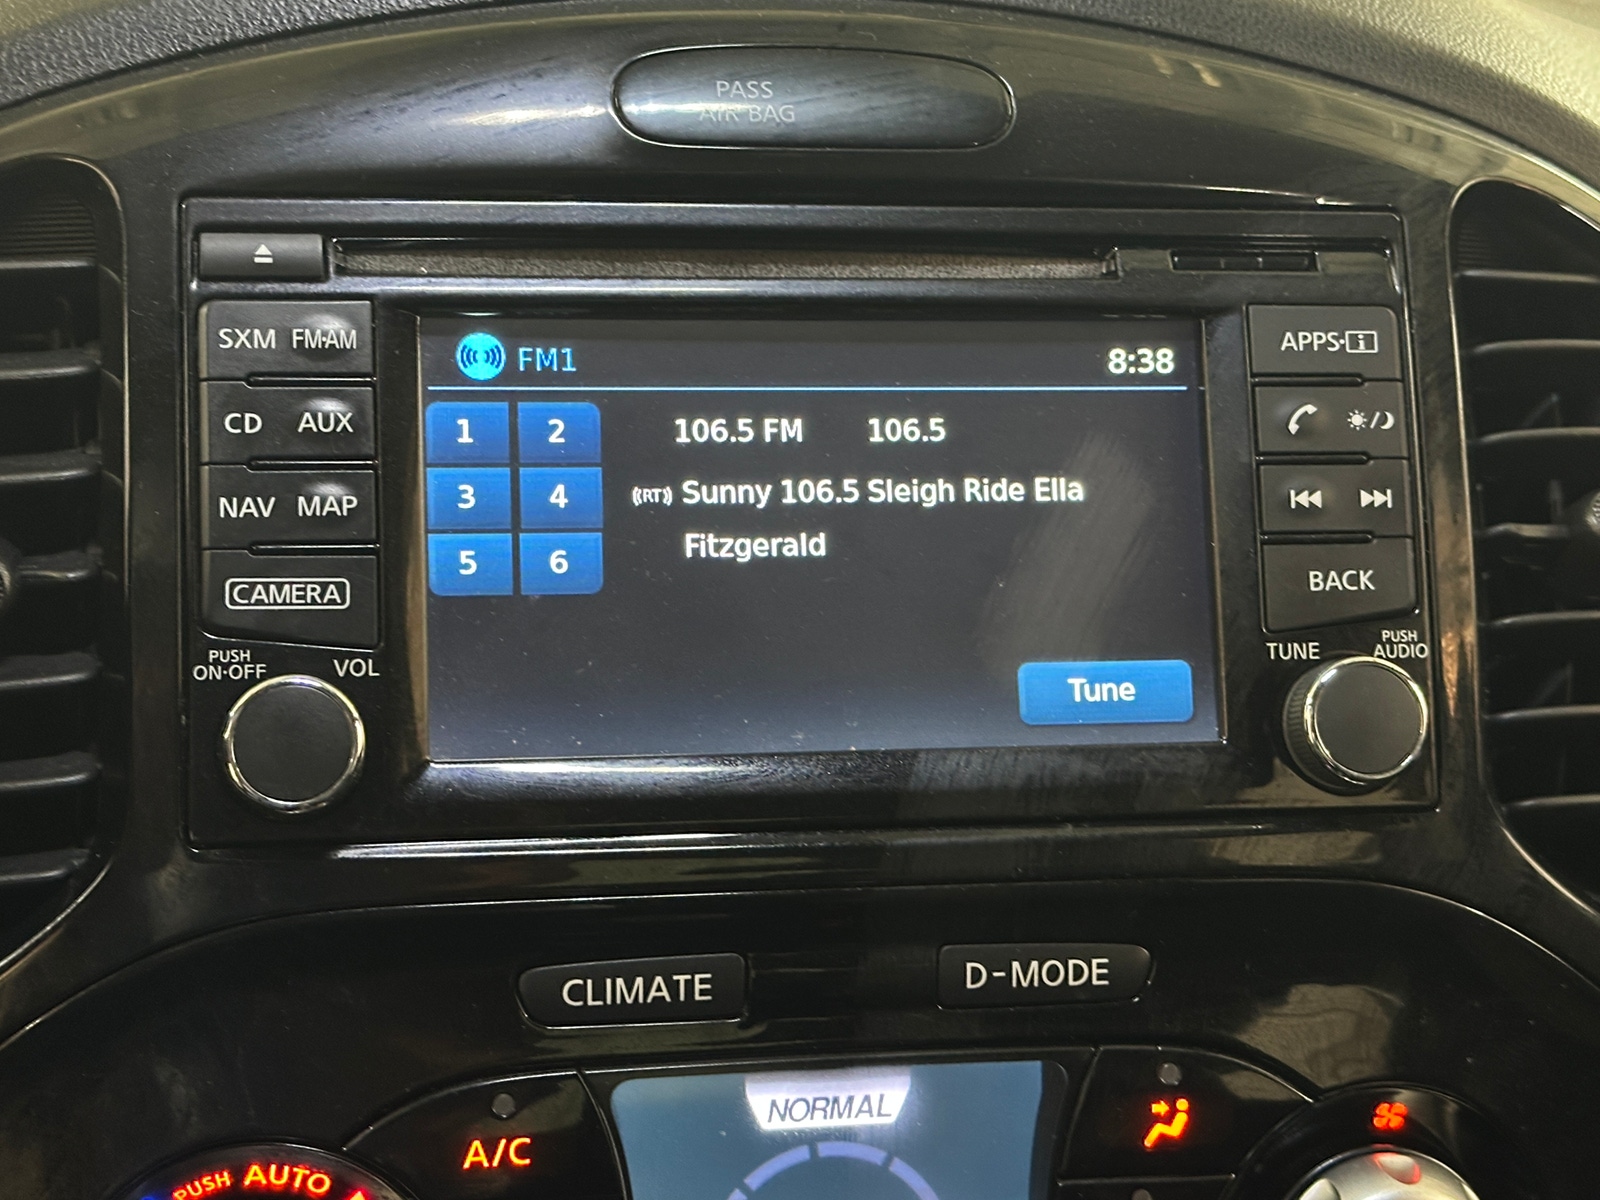 PASS
AIR BAG
SXM FM·AM
CD AUX
NAV MAP
CAMERA
PUSH
ON·OFF
VOL
FM1
8:38
1 2
3 4
5 6
106.5 FM 106.5
((RT)) Sunny 106.5 Sleigh Ride Ella
Fitzgerald
Tune
APPS·i
BACK
TUNE
PUSH
AUDIO
CLIMATE
D-MODE
NORMAL
A/C
PUSH AUTO